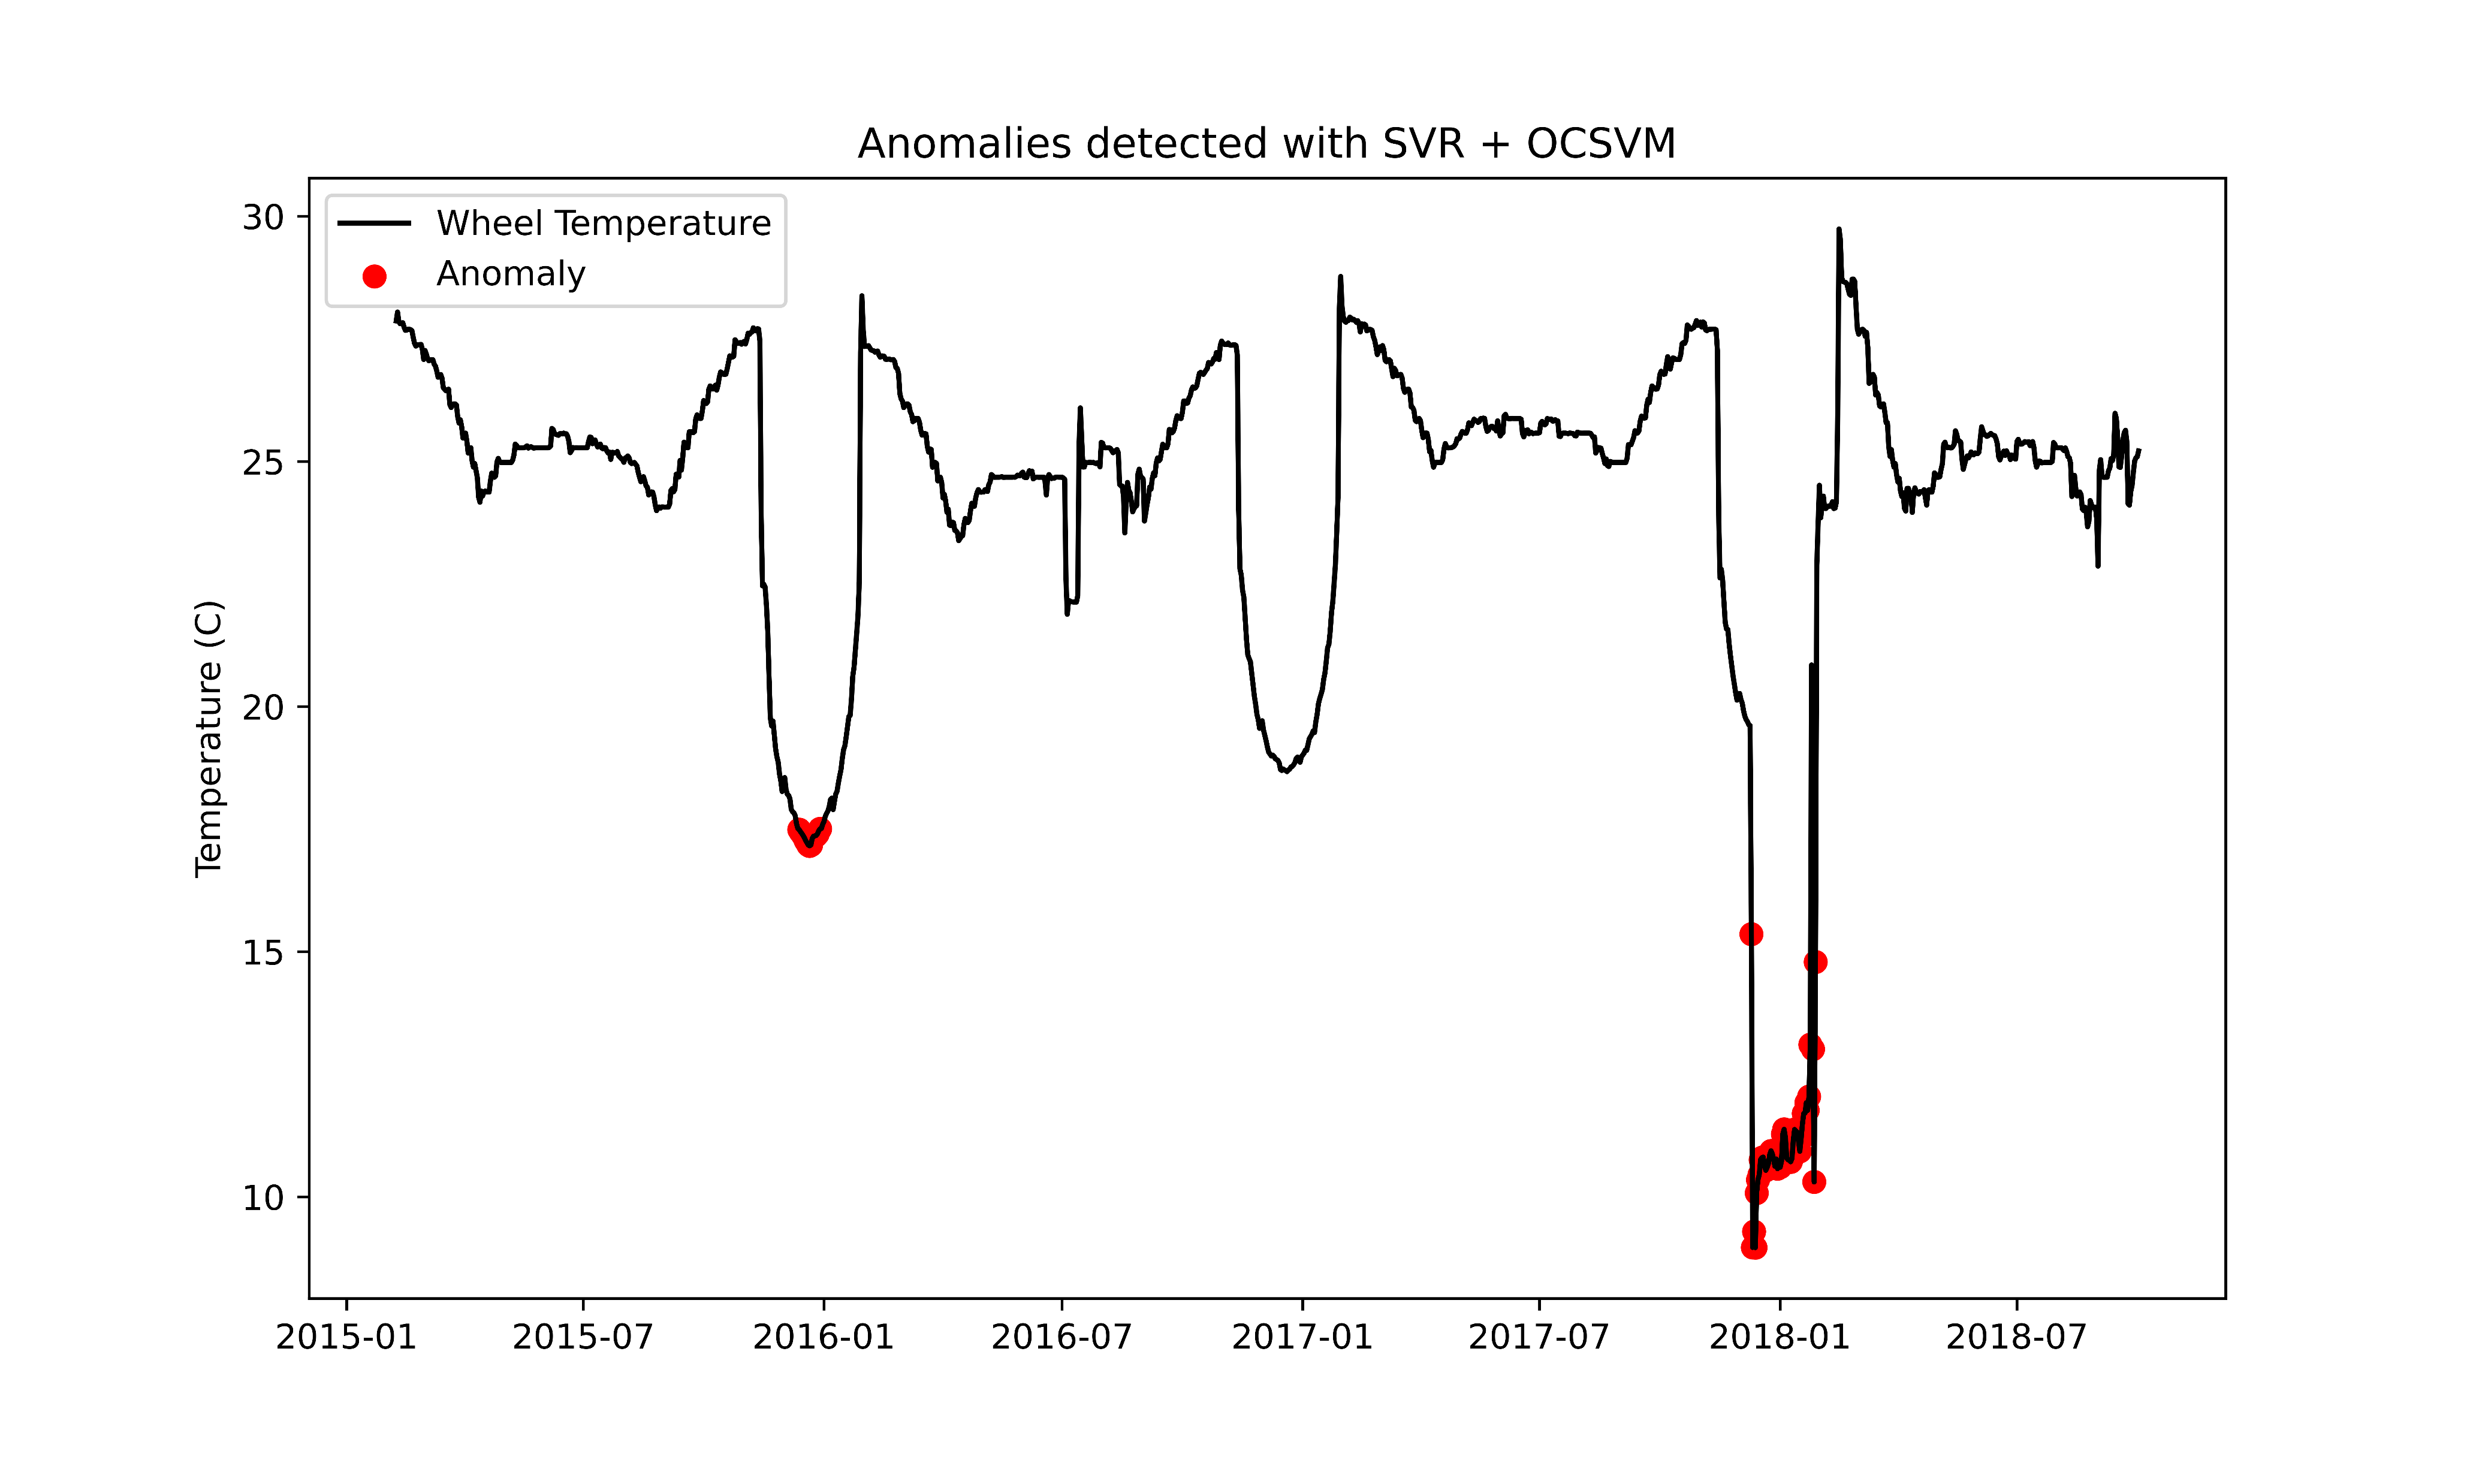 Anomalies detected with SVR + OCSVM
Wheel Temperature
Anomaly
Temperature (C)
30
25
20
15
10
2015-01 2015-07 2016-01 2016-07 2017-01 2017-07 2018-01 2018-07